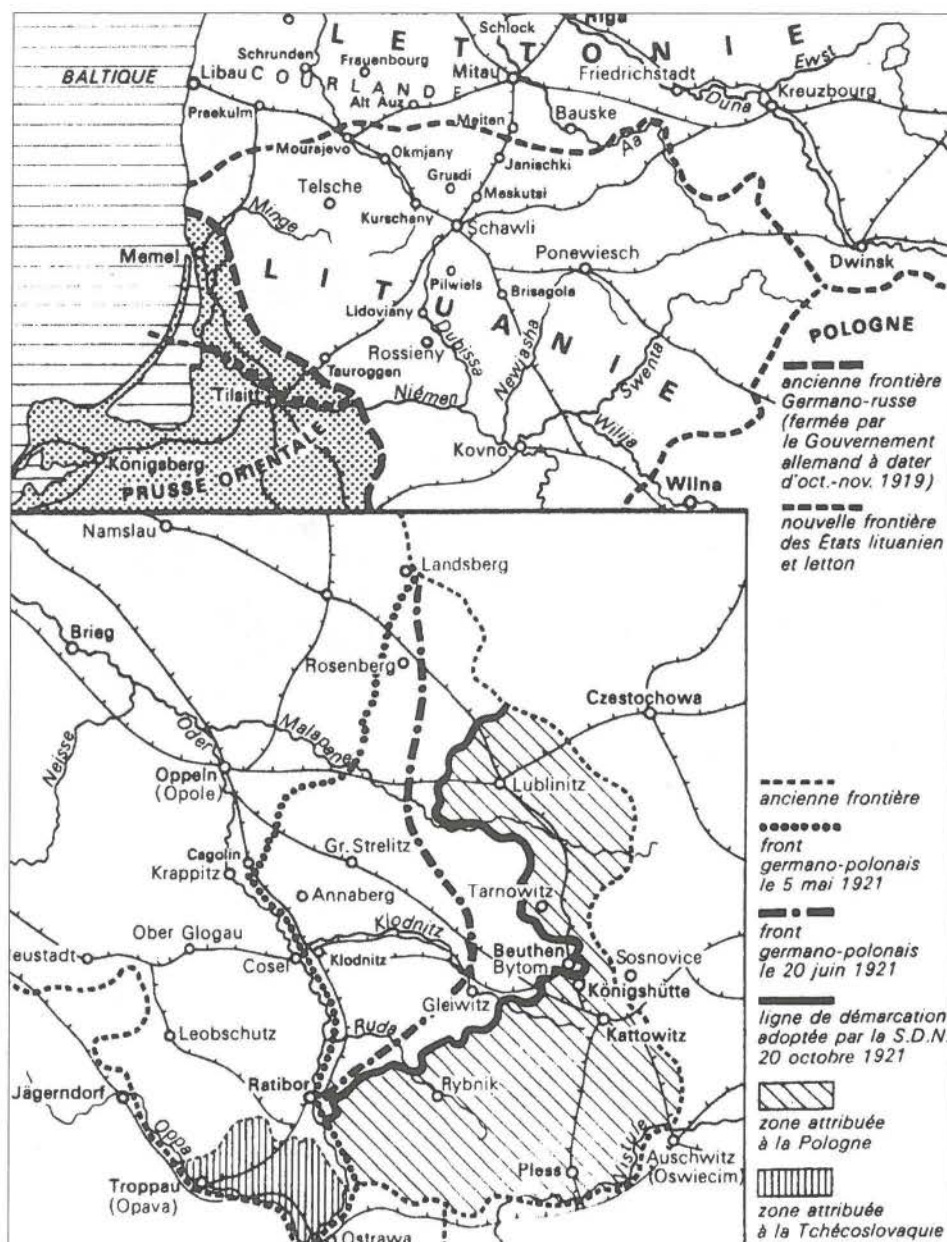 LETTONIE
Riga
Schlock
Schrunden
Frauenbourg
Ewst
BALTIQUE
Libau
COURLANDE
Mitau
Friedrichstadt
Kreuzbourg
Duna
Alt Auz
Preekulm
Meiten
Bauske
Aa
Mourajevo
Okmjany
Janischki
Grusdi
Telsche
Maskutsi
Kurschany
Minge
Schawli
Memel
Ponewiesch
Dwinsk
LITUANIE
Pilwiels
Brisagola
Lidoviany
POLOGNE
Rossieny
Dubissa
Newiasha
Swenta
Tauroggen
Tilsitt
Niémen
Wilija
Kovno
Königsberg
PRUSSE ORIENTALE
Wilna
ancienne frontière
Germano-russe
(fermée par
le Gouvernement
allemand à dater
d'oct.-nov. 1919)
nouvelle frontière
des États lituanien
et letton
Namslau
Landsberg
Brieg
Rosenberg
Czestochowa
Neisse
Oder
Malapane
Oppeln
(Opole)
Lublinitz
Gr. Strelitz
Cagolin
Krappitz
Annaberg
Tarnowitz
Klodnitz
Ober Glogau
eustadt
Cosel
Klodnitz
Beuthen
Bytom
Sosnovice
Gleiwitz
Königshütte
Kattowitz
Leobschutz
Ruda
Ratibor
Rybnik
Jägerndorf
Oppa
Vistule
Auschwitz
(Oswiecim)
Pless
Troppau
(Opava)
Ostrawa
ancienne frontière
front
germano-polonais
le 5 mai 1921
front
germano-polonais
le 20 juin 1921
ligne de démarcation
adoptée par la S.D.N.
20 octobre 1921
zone attribuée
à la Pologne
zone attribuée
à la Tchécoslovaquie